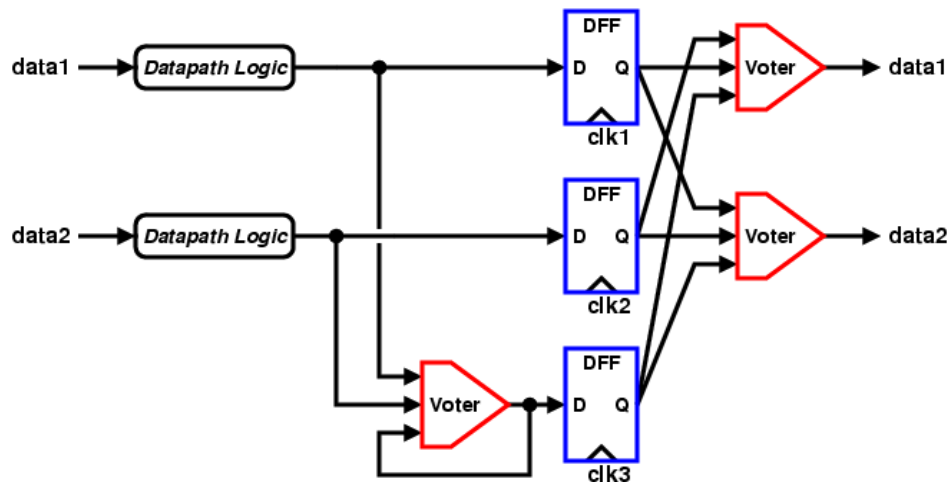 DFF
data1
Datapath Logic
D
Q
Voter
data1
clk1
DFF
data2
Datapath Logic
D
Q
Voter
data2
clk2
DFF
Voter
D
Q
clk3